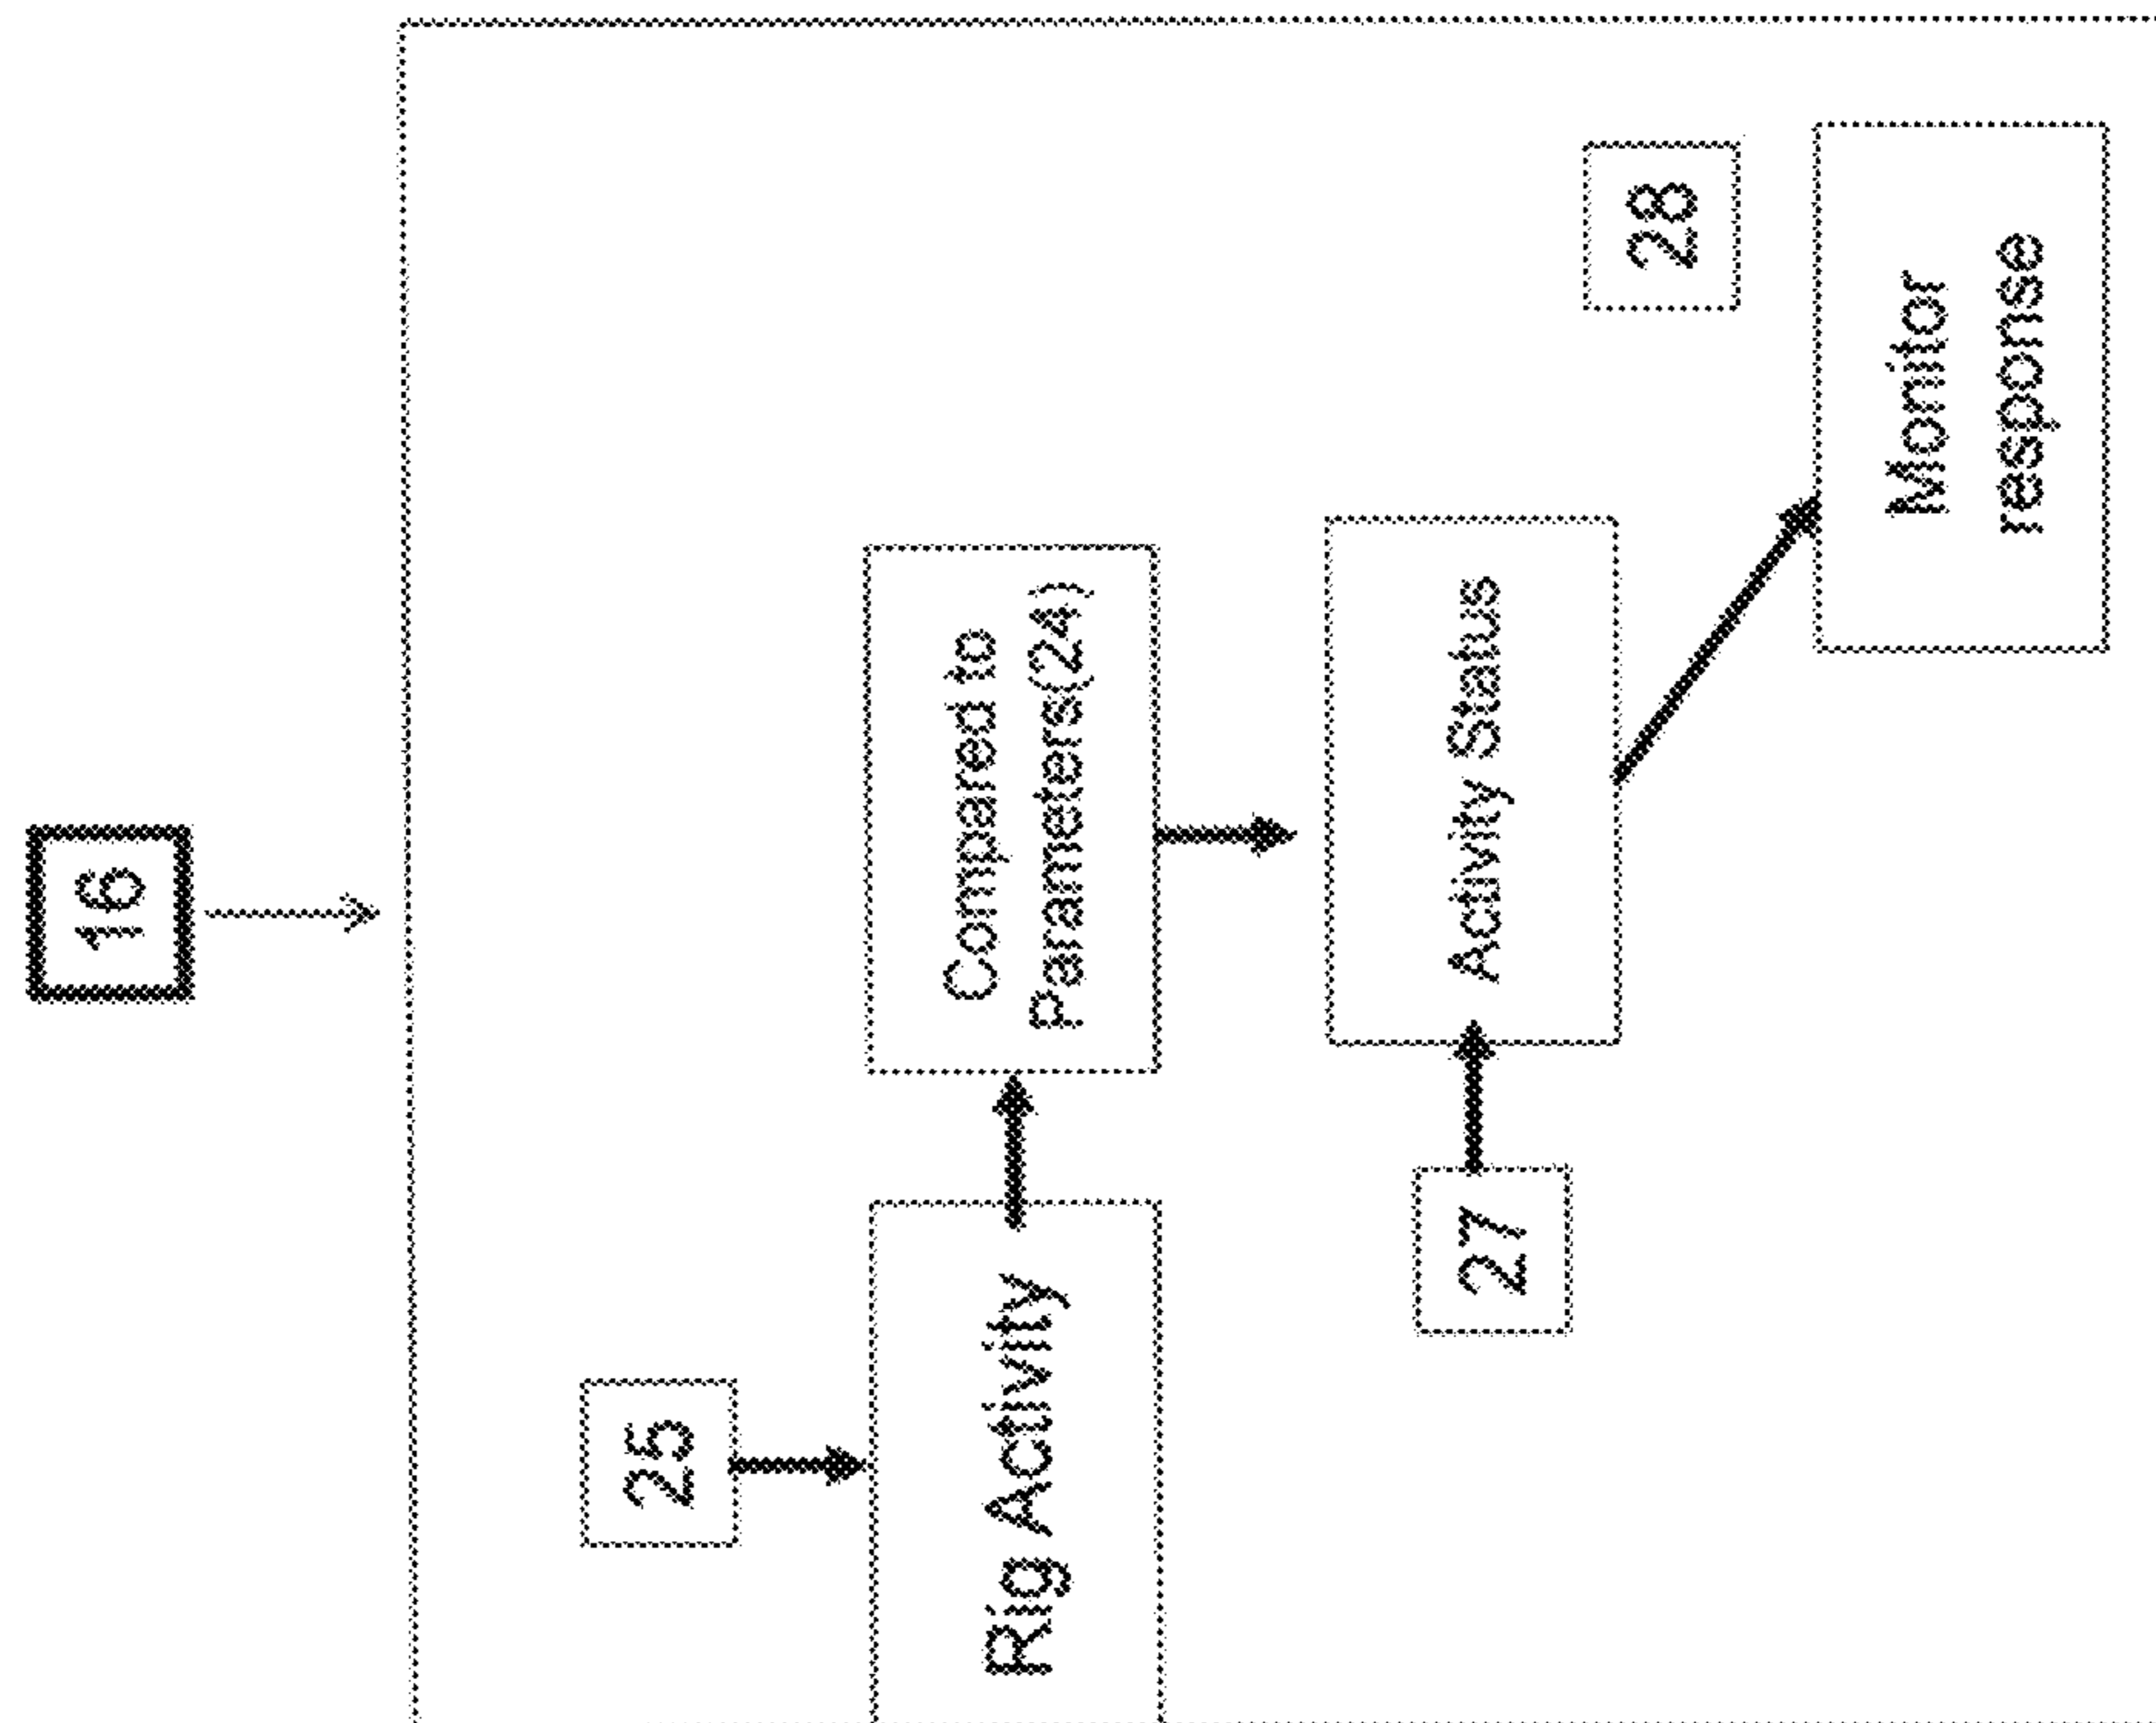 16
25
Rig Activity
Compared to
Parameters(24)
27
Activity Status
28
Monitor
response